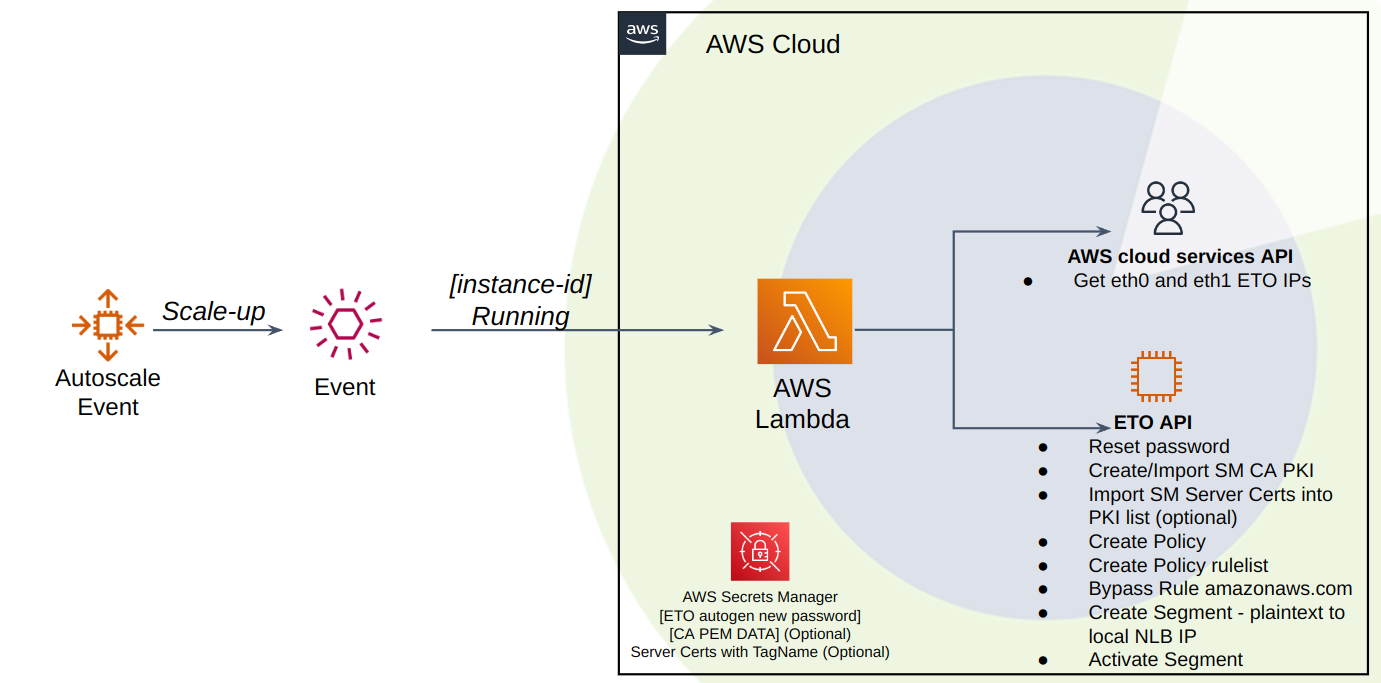 aws
AWS Cloud
AWS cloud services API
● Get eth0 and eth1 ETO IPs
[instance-id]
Running
Scale-up
Autoscale
Event
Event
AWS
Lambda
ETO API
● Reset password
● Create/Import SM CA PKI
● Import SM Server Certs into
PKI list (optional)
● Create Policy
● Create Policy rulelist
● Bypass Rule amazonaws.com
● Create Segment - plaintext to
local NLB IP
● Activate Segment
AWS Secrets Manager
[ETO autogen new password]
[CA PEM DATA] (Optional)
Server Certs with TagName (Optional)